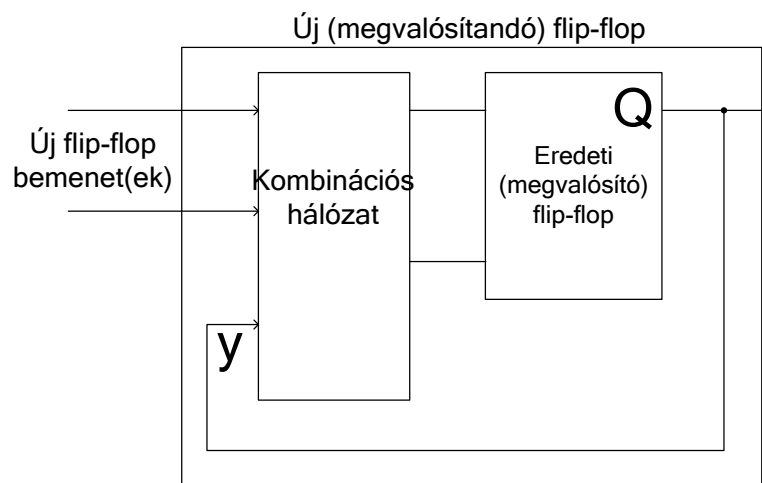 Új (megvalósítandó) flip-flop
Új flip-flop
bemenet(ek)
Kombinációs
hálózat
Q
Eredeti
(megvalósító)
flip-flop
y